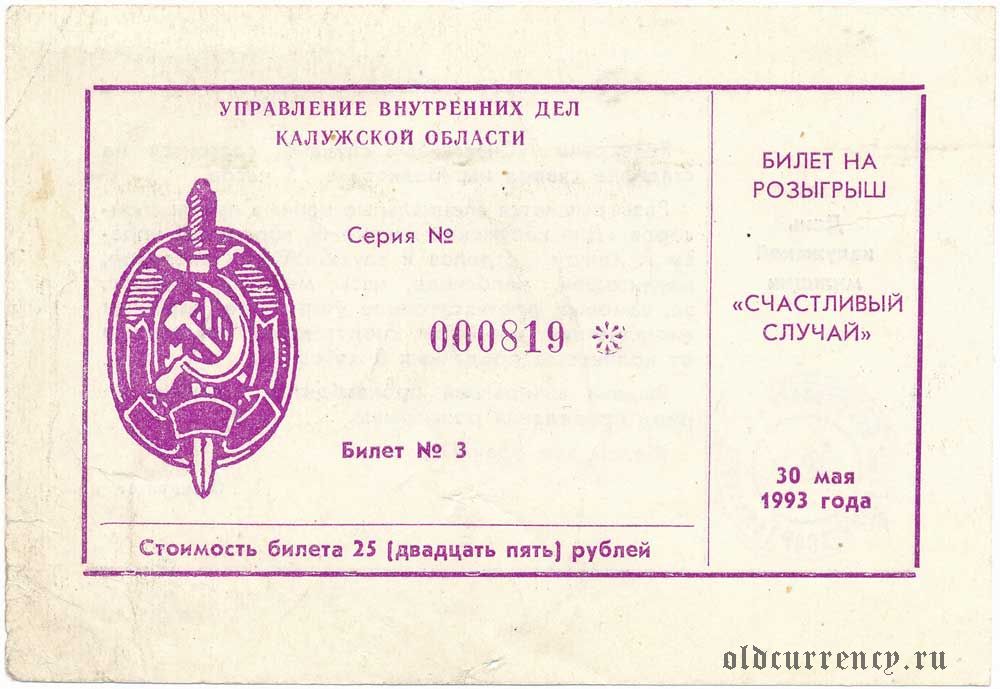 УПРАВЛЕНИЕ ВНУТРЕННИХ ДЕЛ
КАЛУЖСКОЙ ОБЛАСТИ
Серия №
000819
Билет № 3
Стоимость билета 25 (двадцать пять) рублей
БИЛЕТ НА
РОЗЫГРЫШ
«СЧАСТЛИВЫЙ
СЛУЧАЙ»
30 мая
1993 года
oldcurrency.ru